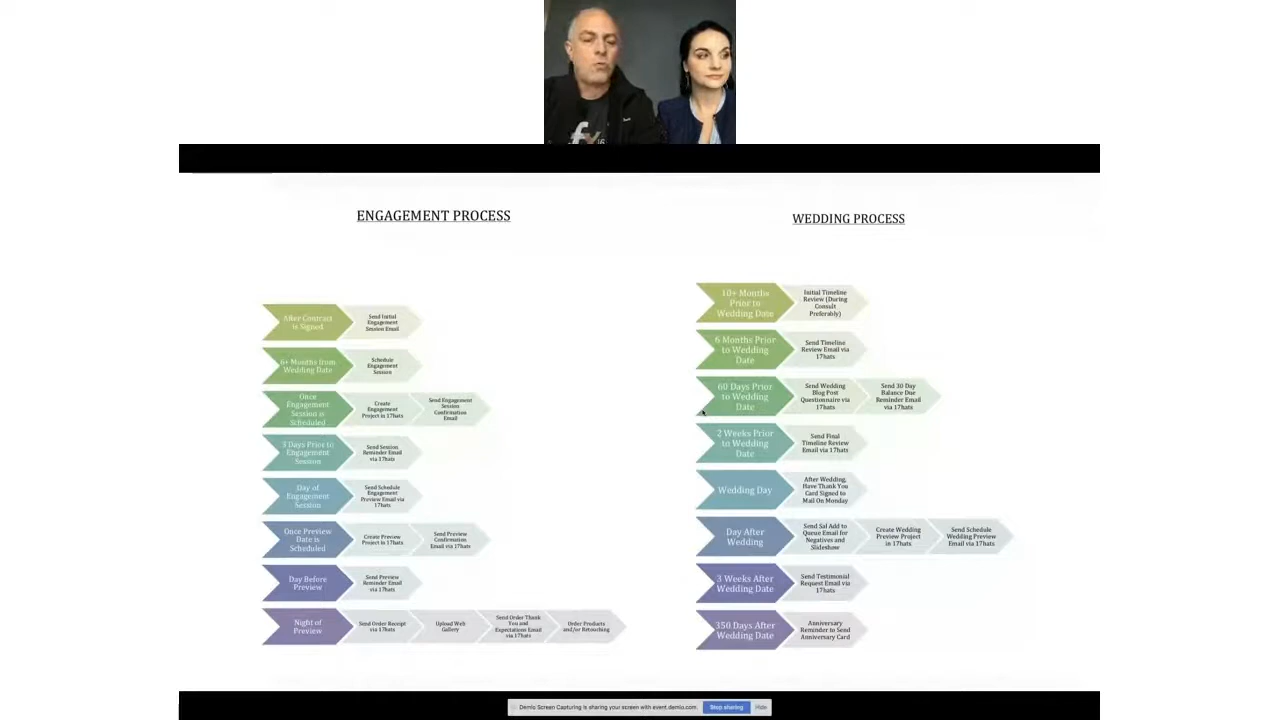 fx
ENGAGEMENT PROCESS
After Contract
is Signed
Send Initial
Engagement
Session Email
6+ Months from
Wedding Date
Schedule
Engagement
Session
Once
Engagement
Session is
Scheduled
Create
Engagement
Project in 17hats
Send Engagement
Session
Confirmation
Email
3 Days Prior to
Engagement
Session
Send Session
Reminder Email
via 17hats
Day of
Engagement
Session
Send Schedule
Engagement
Preview Email via
17hats
Once Preview
Date is
Scheduled
Create Preview
Project in 17hats
Send Preview
Confirmation
Email via 17hats
Day Before
Preview
Send Preview
Reminder Email
via 17hats
Night of
Preview
Send Order Receipt
via 17hats
Upload Web
Gallery
Send Order Thank
You and
Expectations Email
via 17hats
Order Products
and/or Retouching
WEDDING PROCESS
10+ Months
Prior to
Wedding Date
Initial Timeline
Review (During
Consult
Preferably)
6 Months Prior
to Wedding
Date
Send Timeline
Review Email via
17hats
60 Days Prior
to Wedding
Date
Send Wedding
Blog Post
Questionnaire via
17hats
Send 30 Day
Balance Due
Reminder Email
via 17hats
2 Weeks Prior
to Wedding
Date
Send Final
Timeline Review
Email via 17hats
Wedding Day
After Wedding,
Have Thank You
Card Signed to
Mail On Monday
Day After
Wedding
Send Sal Add to
Queue Email for
Negatives and
Slideshow
Create Wedding
Preview Project
in 17hats
Send Schedule
Wedding Preview
Email via 17hats
3 Weeks After
Wedding Date
Send Testimonial
Request Email via
17hats
350 Days After
Wedding Date
Anniversary
Reminder to Send
Anniversary Card
Demio Screen Capturing is sharing your screen with event.demio.com.
Stop sharing
Hide